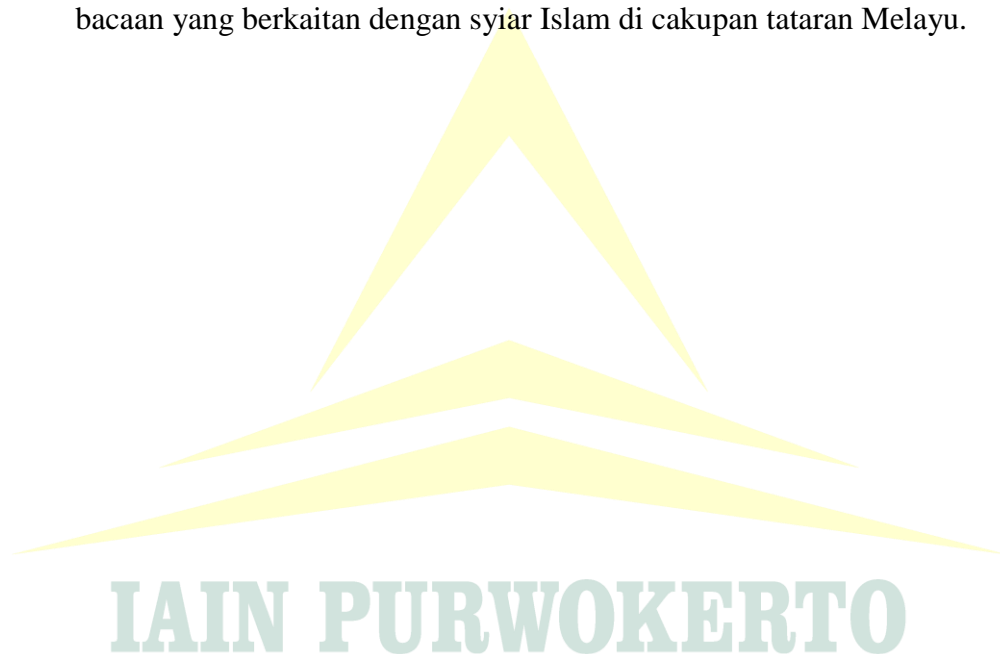 bacaan yang berkaitan dengan syiar Islam di cakupan tataran Melayu.
IAIN PURWOKERTO